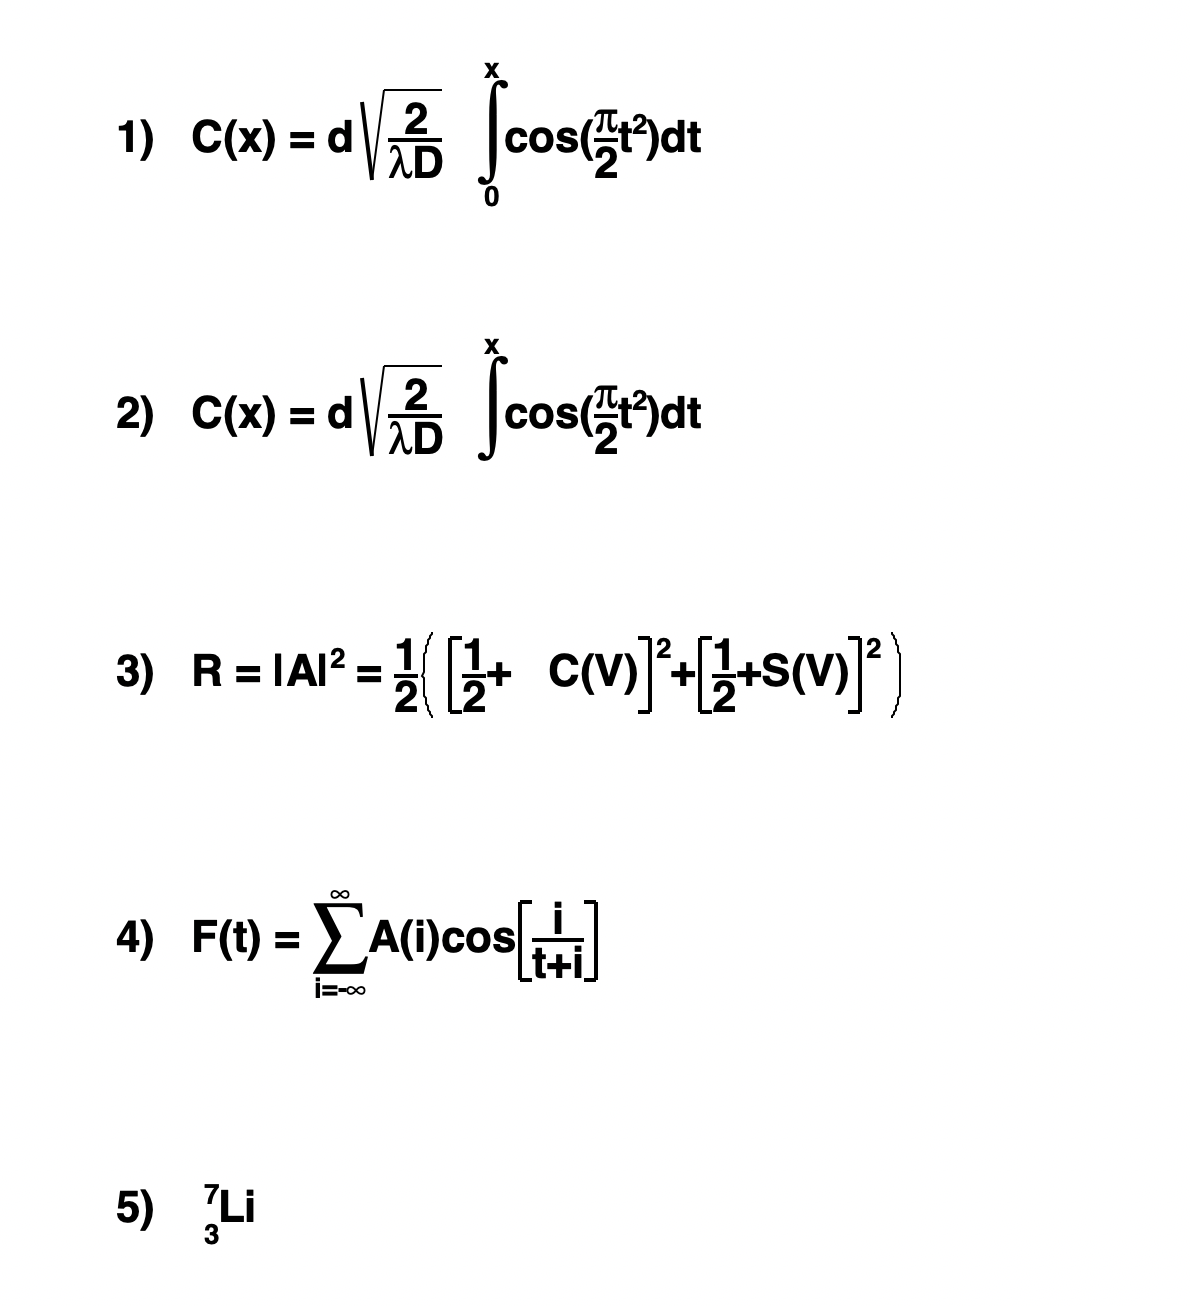 1) C(x) = d√(2/λD) ∫₀ˣ cos(π/2 t²)dt
2) C(x) = d√(2/λD) ∫ˣ cos(π/2 t²)dt
3) R = |A|² = 1/2([1/2+ C(V)]²+[1/2+S(V)]²)
4) F(t) = ∑_{i=-∞}^{∞} A(i)cos[i/(t+i)]
5) ⁷₃Li